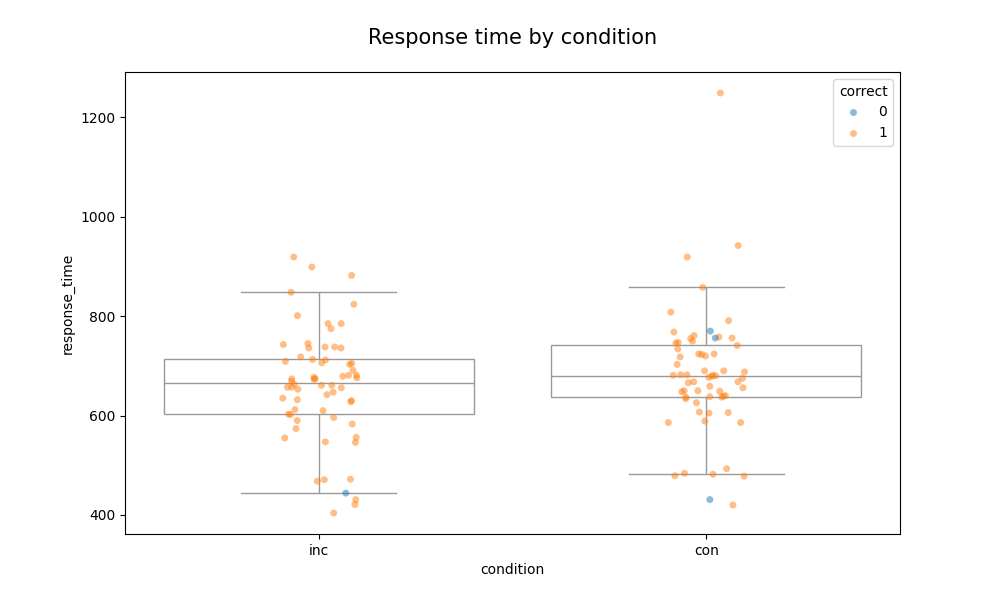 Response time by condition
correct
0
1
1200
1000
800
600
400
response_time
inc
con
condition